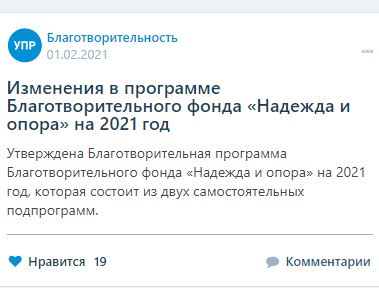 УПР
Благотворительность
01.02.2021
Изменения в программе
Благотворительного фонда «Надежда и
опора» на 2021 год
Утверждена Благотворительная программа
Благотворительного фонда «Надежда и опора» на 2021
год, которая состоит из двух самостоятельных
подпрограмм.
Нравится 19
Комментарии